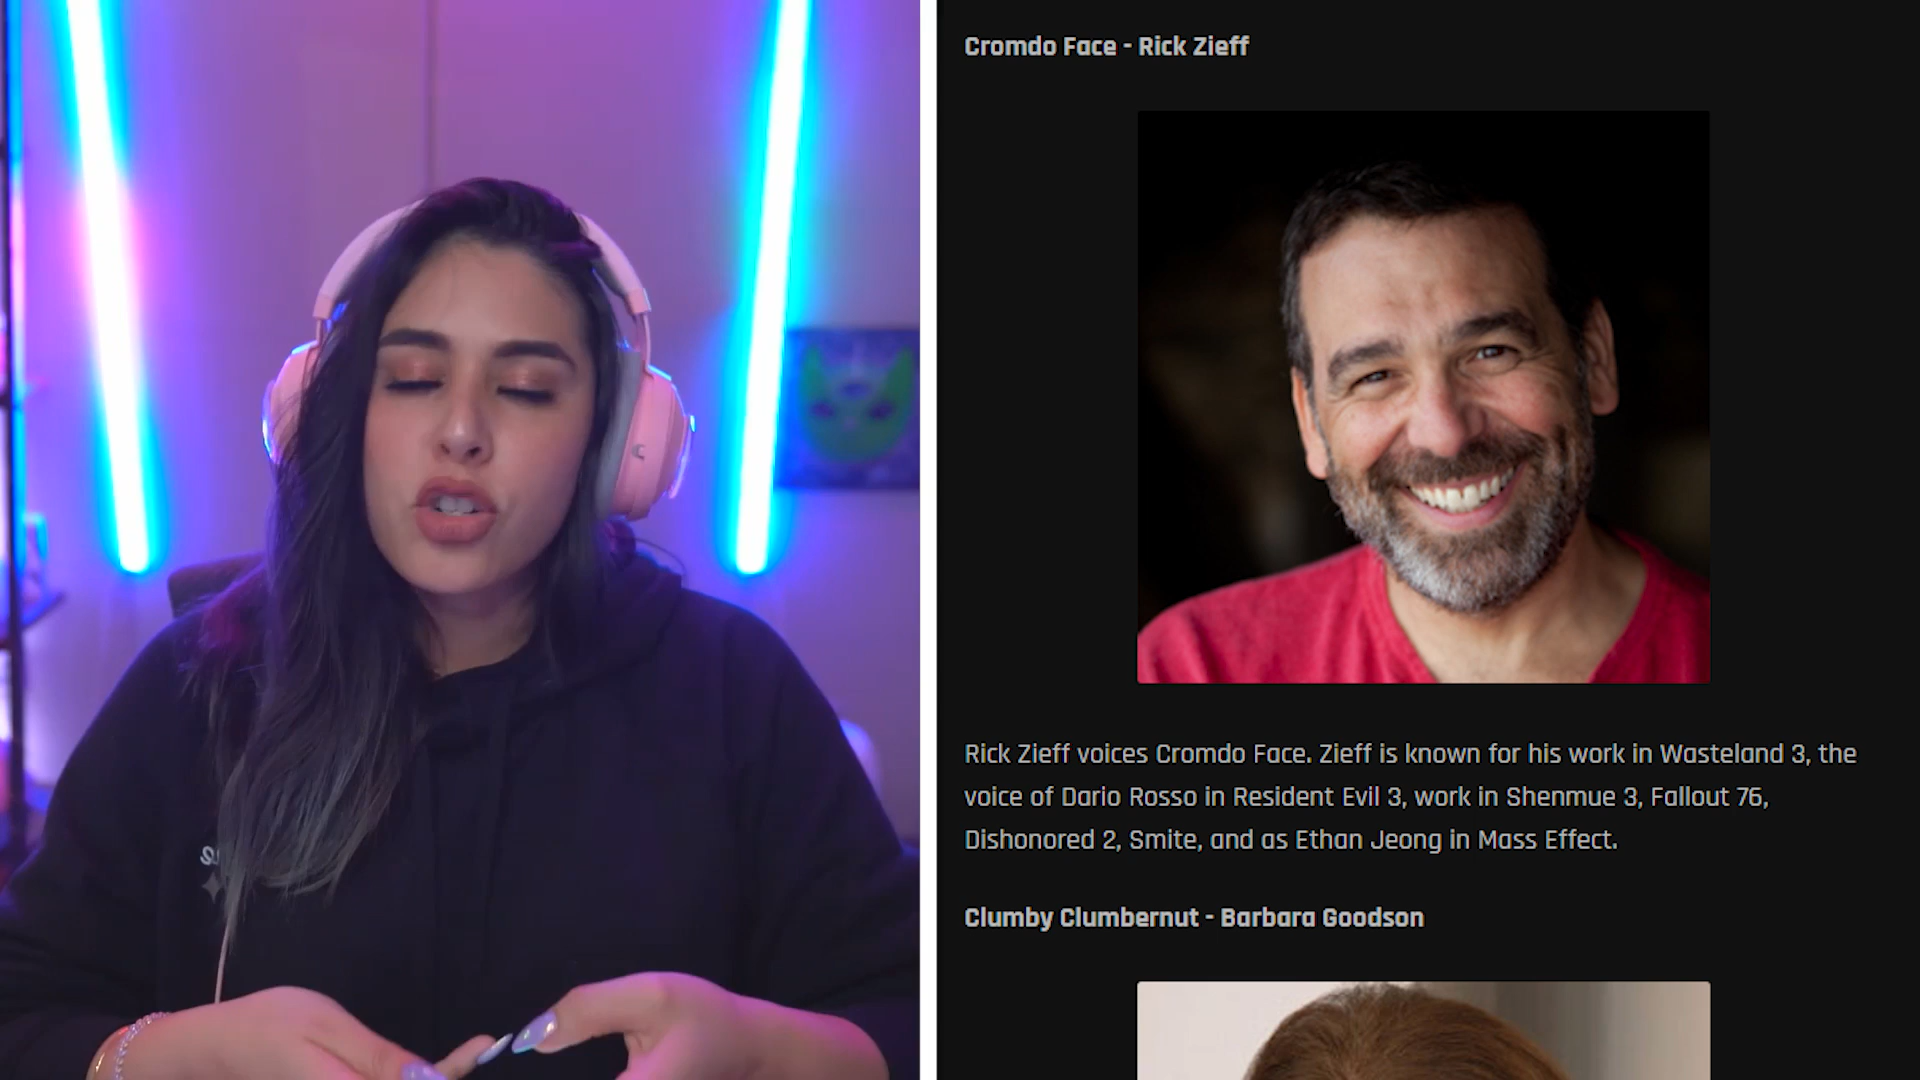 Cromdo Face - Rick Zieff
Rick Zieff voices Cromdo Face. Zieff is known for his work in Wasteland 3, the
voice of Dario Rosso in Resident Evil 3, work in Shenmue 3, Fallout 76,
Dishonored 2, Smite, and as Ethan Jeong in Mass Effect.
Clumby Clumbernut - Barbara Goodson